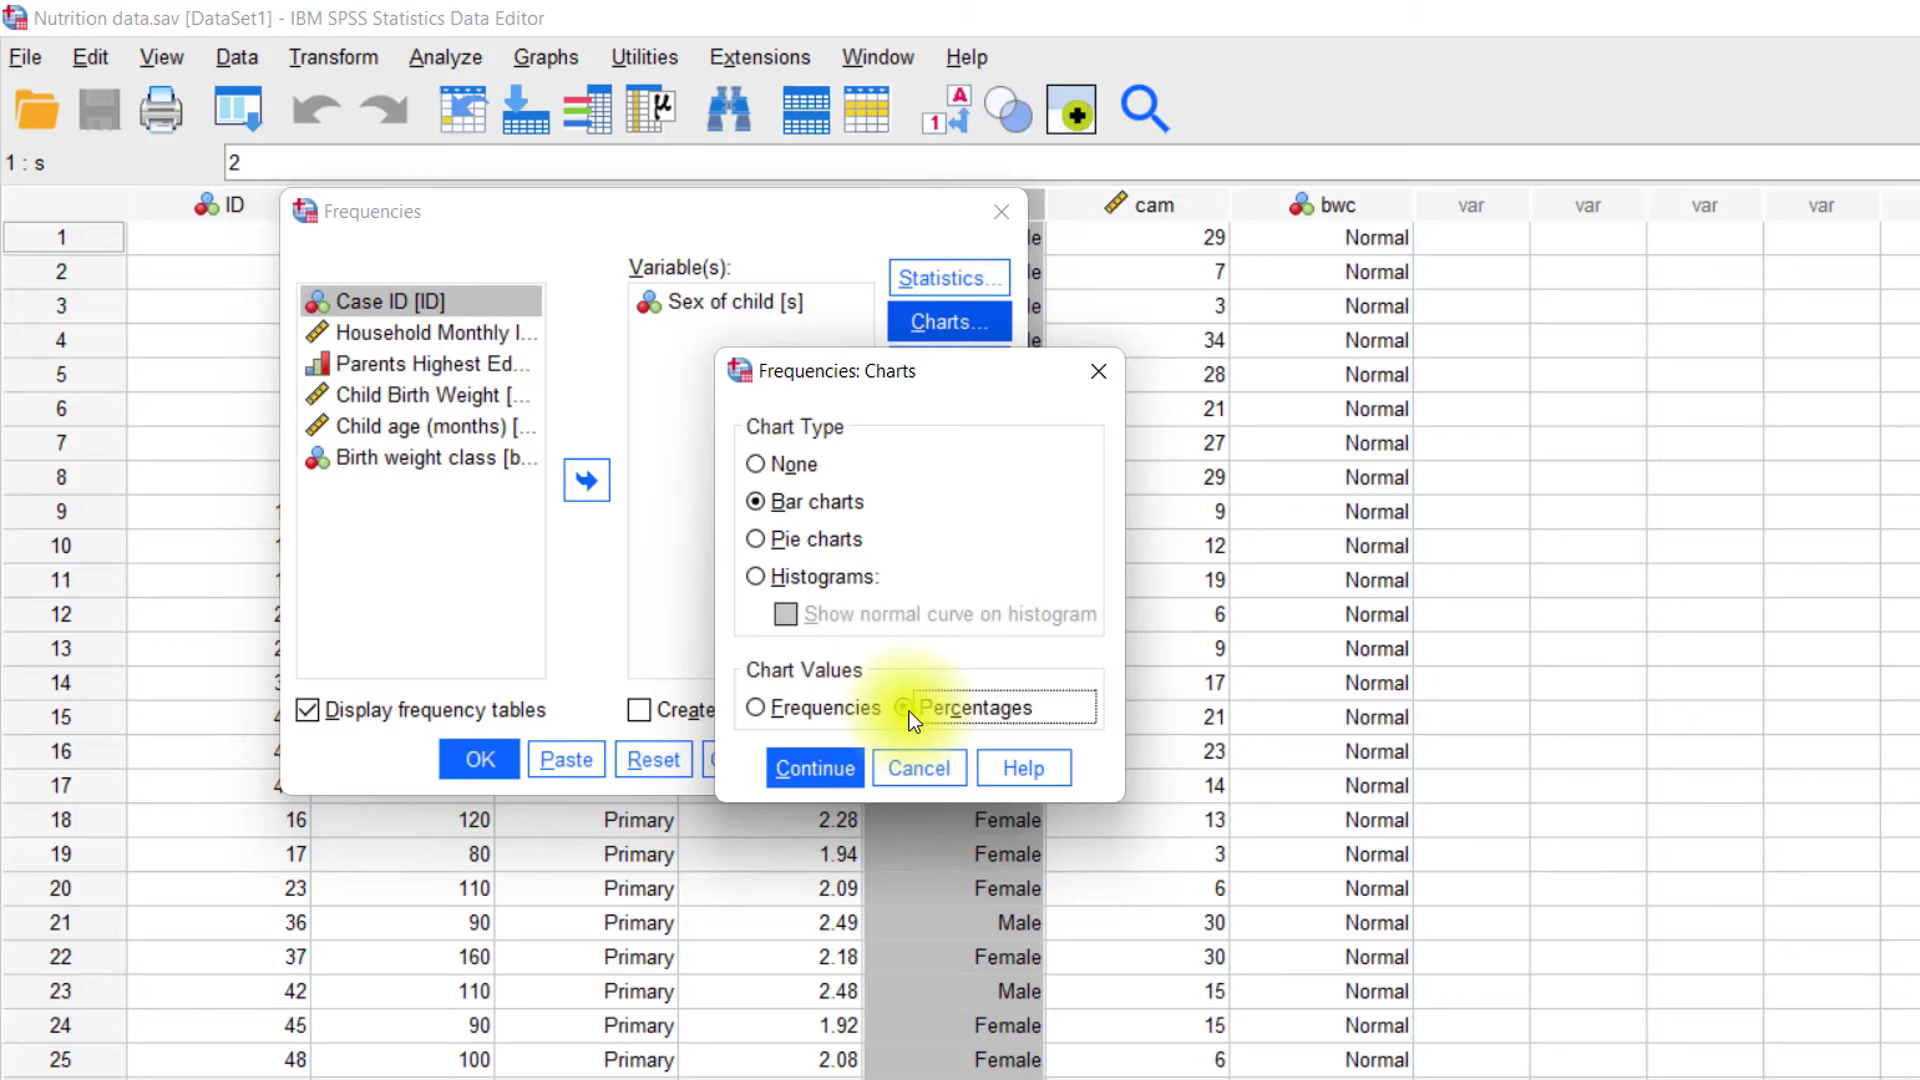 Nutrition data.sav [DataSet1] - IBM SPSS Statistics Data Editor
File Edit View Data Transform Analyze Graphs Utilities Extensions Window Help
1 : s 2
ID cam bwc var var var var
Frequencies
Variable(s):
Case ID [ID]
Household Monthly I...
Parents Highest Ed...
Child Birth Weight [...
Child age (months) [...
Birth weight class [b...
Sex of child [s]
Statistics...
Charts...
Display frequency tables
Create
OK Paste Reset
Frequencies: Charts
Chart Type
None
Bar charts
Pie charts
Histograms:
Show normal curve on histogram
Chart Values
Frequencies Percentages
Continue Cancel Help
1 29 Normal
2 7 Normal
3 3 Normal
4 34 Normal
5 28 Normal
6 21 Normal
7 27 Normal
8 29 Normal
9 9 Normal
10 12 Normal
11 19 Normal
12 6 Normal
13 9 Normal
14 17 Normal
15 21 Normal
16 23 Normal
17 14 Normal
18 16 120 Primary 2.28 Female 13 Normal
19 17 80 Primary 1.94 Female 3 Normal
20 23 110 Primary 2.09 Female 6 Normal
21 36 90 Primary 2.49 Male 30 Normal
22 37 160 Primary 2.18 Female 30 Normal
23 42 110 Primary 2.48 Male 15 Normal
24 45 90 Primary 1.92 Female 15 Normal
25 48 100 Primary 2.08 Female 6 Normal